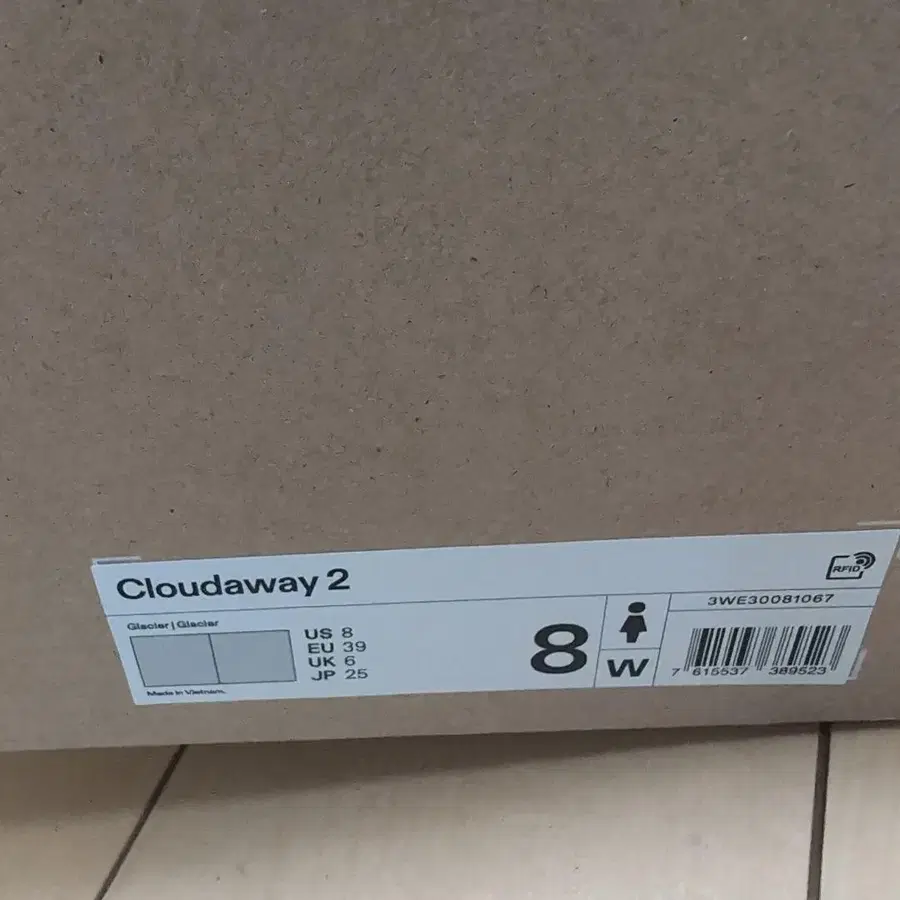 Cloudaway 2
RFID
Glacier | Glacier
US 8
EU 39
UK 6
JP 25
Made in Vietnam.
8
W
3WE30081067
7 615537 389523